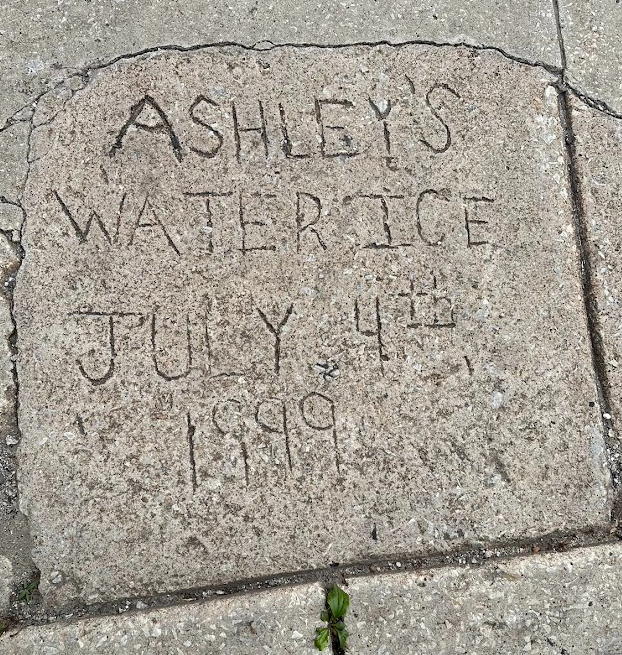 ASHLEY'S
WATER ICE
JULY 4th,
1999